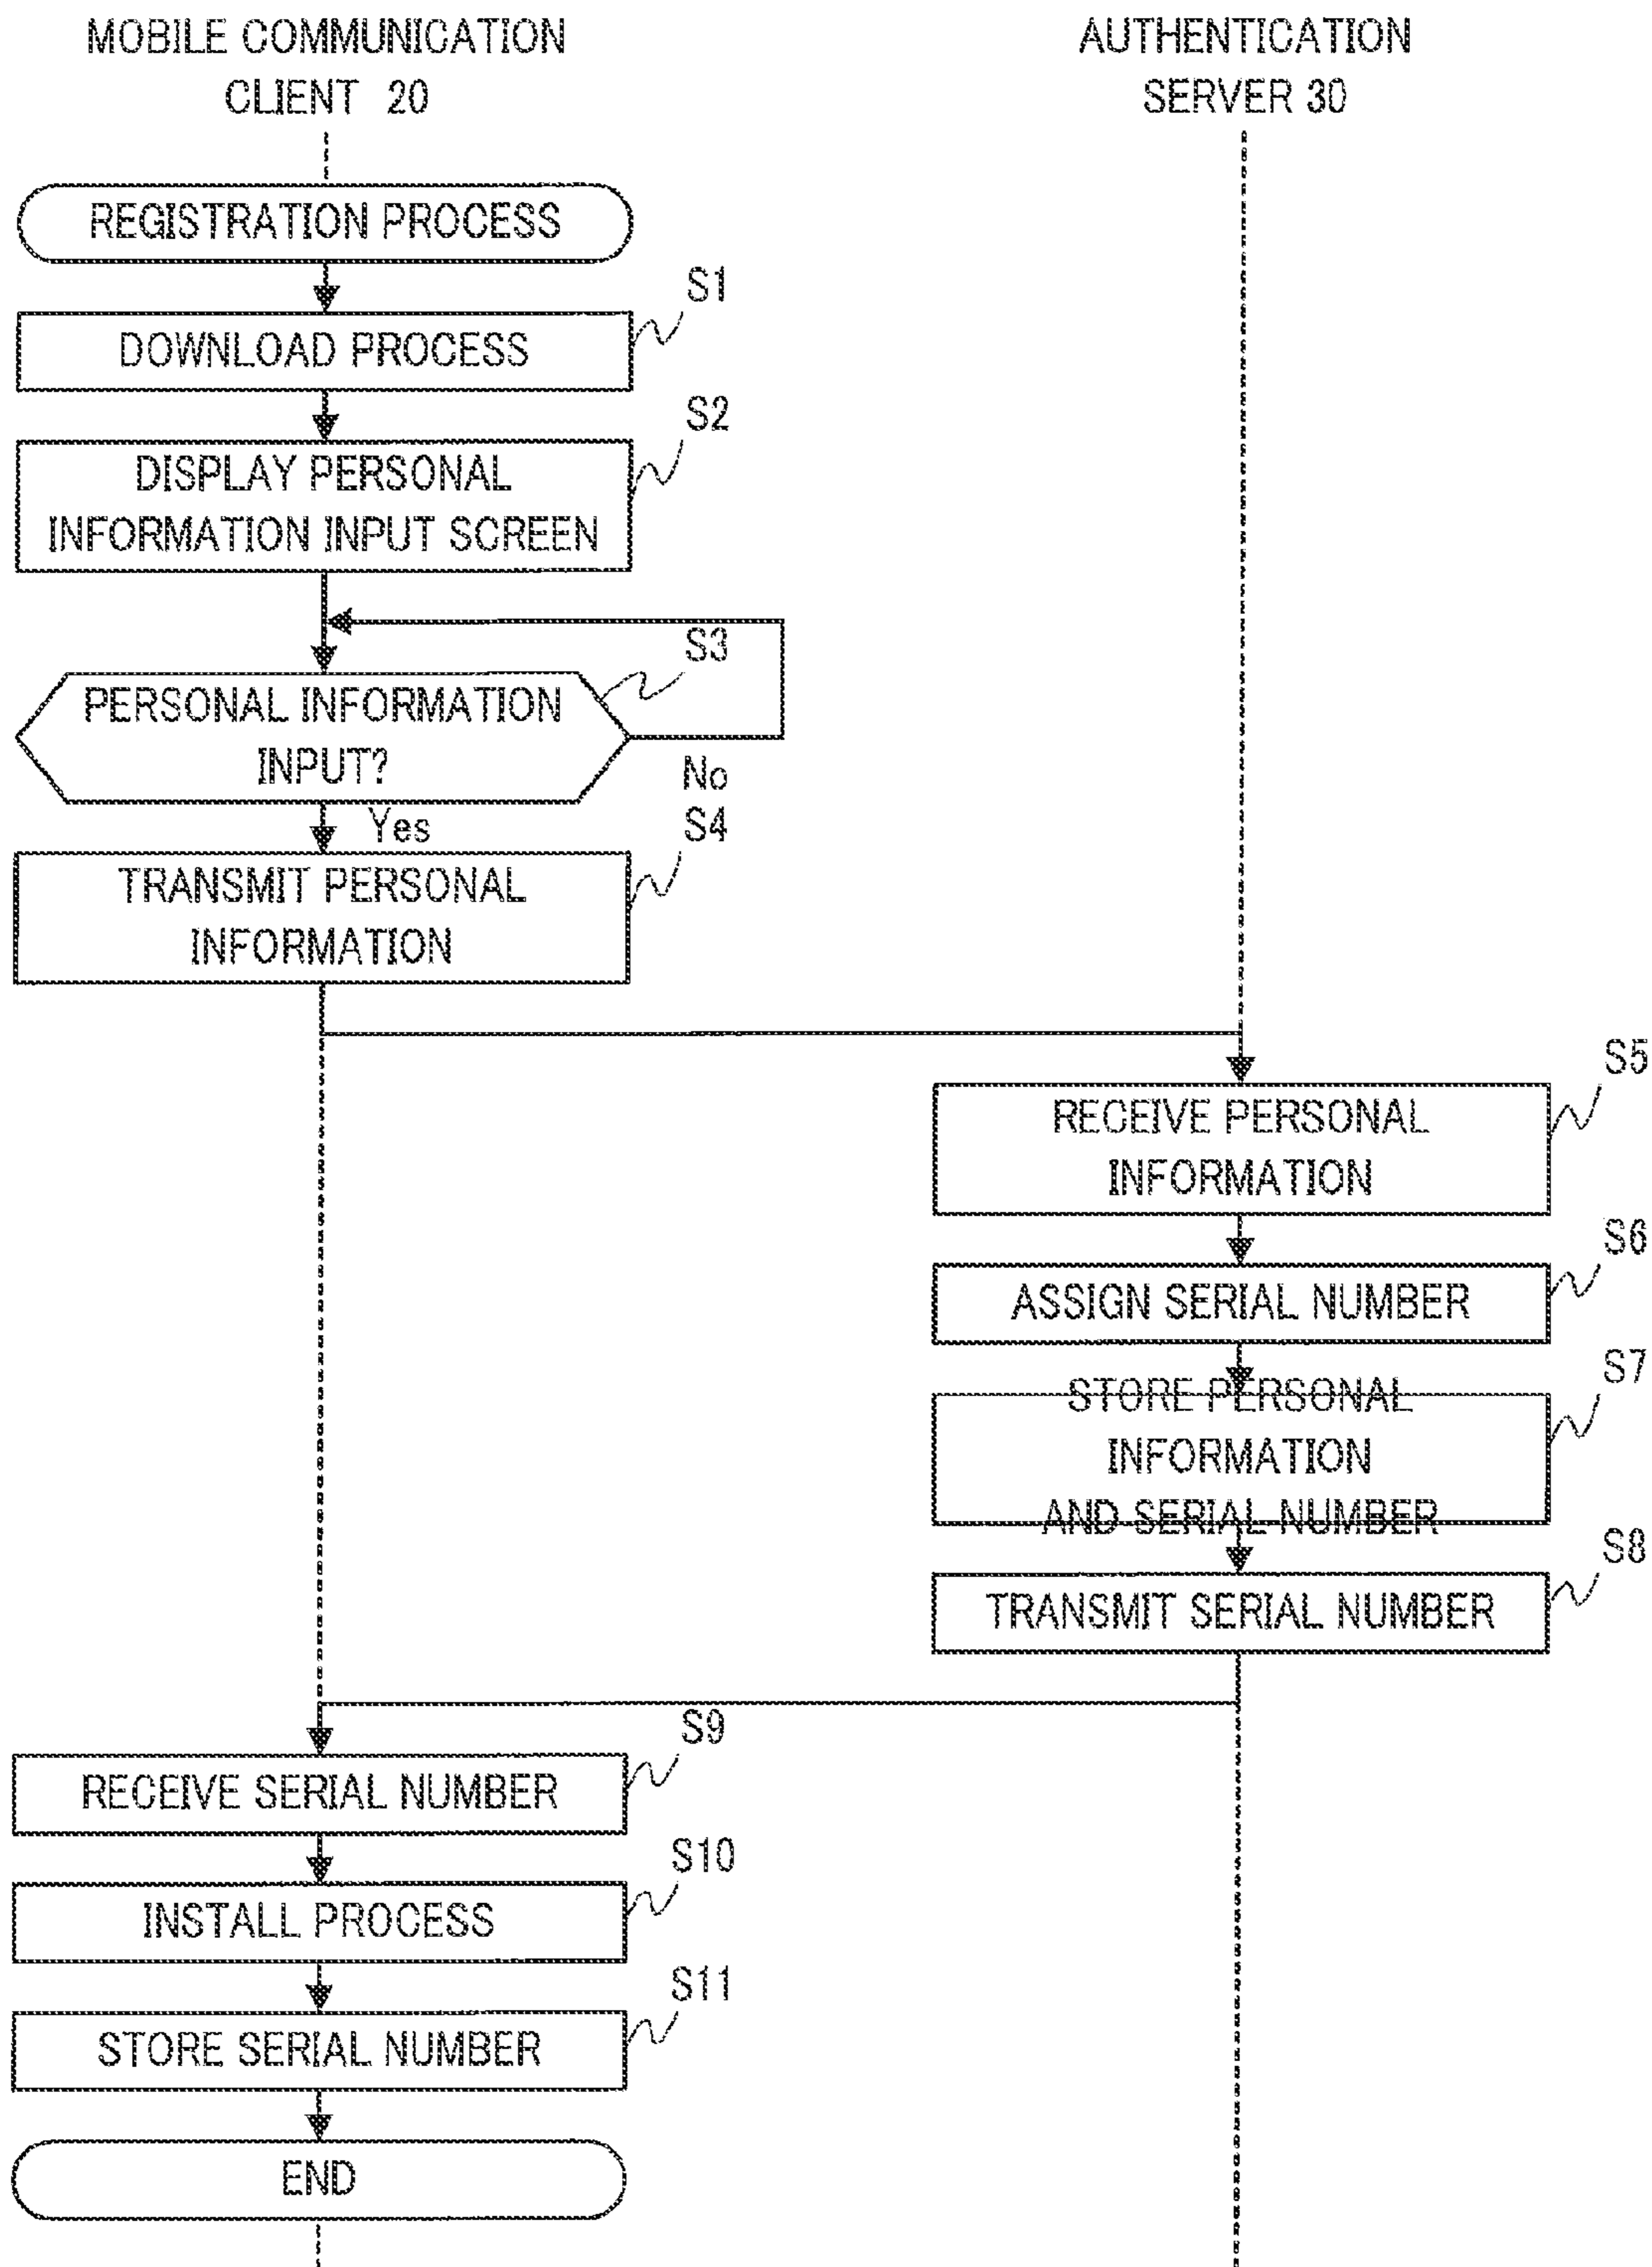 MOBILE COMMUNICATION
CLIENT 20
AUTHENTICATION
SERVER 30
REGISTRATION PROCESS
S1
DOWNLOAD PROCESS
S2
DISPLAY PERSONAL
INFORMATION INPUT SCREEN
S3
PERSONAL INFORMATION
INPUT?
No
Yes
S4
TRANSMIT PERSONAL
INFORMATION
S5
RECEIVE PERSONAL
INFORMATION
S6
ASSIGN SERIAL NUMBER
S7
STORE PERSONAL
INFORMATION
AND SERIAL NUMBER
S8
TRANSMIT SERIAL NUMBER
S9
RECEIVE SERIAL NUMBER
S10
INSTALL PROCESS
S11
STORE SERIAL NUMBER
END